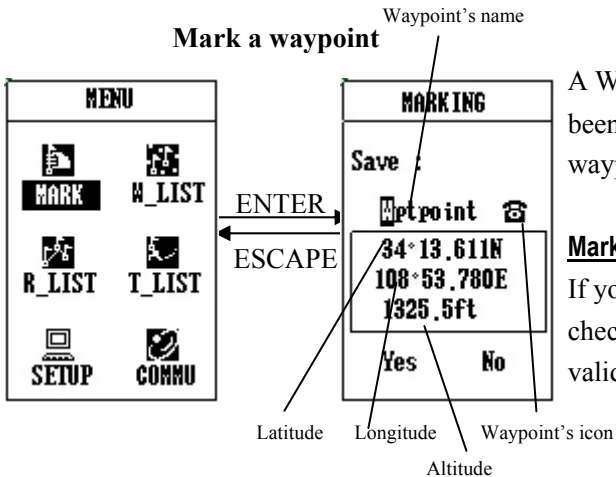 Waypoint's name
Mark a waypoint
MENU
MARK
W_LIST
R_LIST
T_LIST
SETUP
COMMU
ENTER
ESCAPE
MARKING
Save :
Wptpoint
34°13.611N
108°53.780E
1325.5ft
Yes No
Latitude Longitude Waypoint's icon
Altitude
A W
been
wayp
Mark
If yo
chec
valid